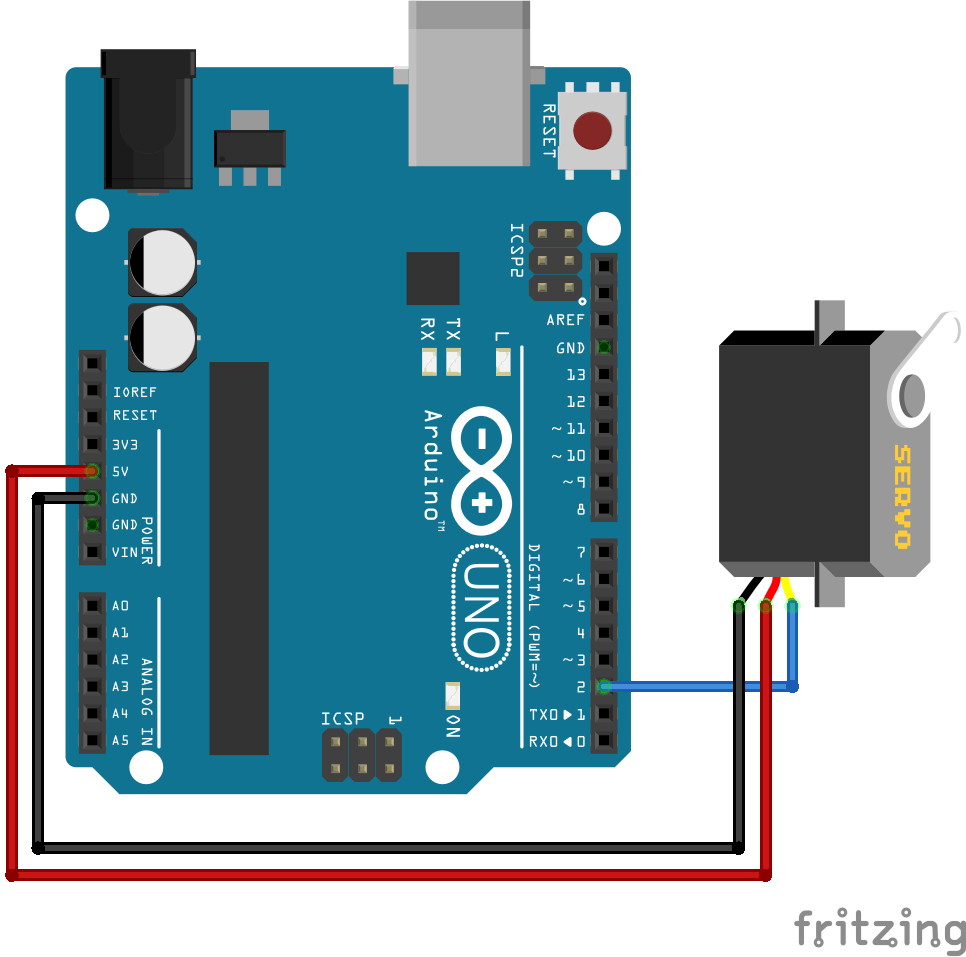 RESET
ICSP2
AREF
GND
13
12
~11
~10
~9
8
RX
TX
L
IOREF
RESET
3V3
5V
GND
GND
VIN
POWER
Arduino™
UNO
7
~6
~5
4
~3
2
TX0▶1
RX0◀0
DIGITAL (PWM=~)
A0
A1
A2
A3
A4
A5
ANALOG IN
ICSP
1
ON
SERVO
fritzing